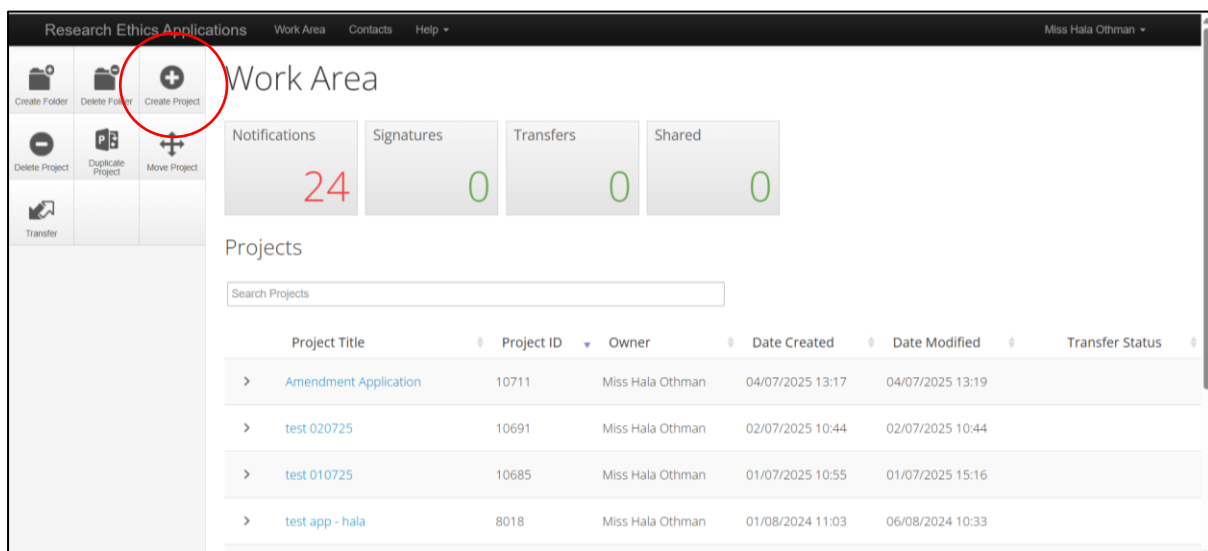 Research Ethics Applications Work Area Contacts Help Miss Hala Othman
Create Folder Delete Folder Create Project
Delete Project Duplicate Project Move Project
Transfer
Work Area
Notifications Signatures Transfers Shared
24 0 0 0
Projects
Search Projects
Project Title Project ID Owner Date Created Date Modified Transfer Status
Amendment Application 10711 Miss Hala Othman 04/07/2025 13:17 04/07/2025 13:19
test 020725 10691 Miss Hala Othman 02/07/2025 10:44 02/07/2025 10:44
test 010725 10685 Miss Hala Othman 01/07/2025 10:55 01/07/2025 15:16
test app - hala 8018 Miss Hala Othman 01/08/2024 11:03 06/08/2024 10:33